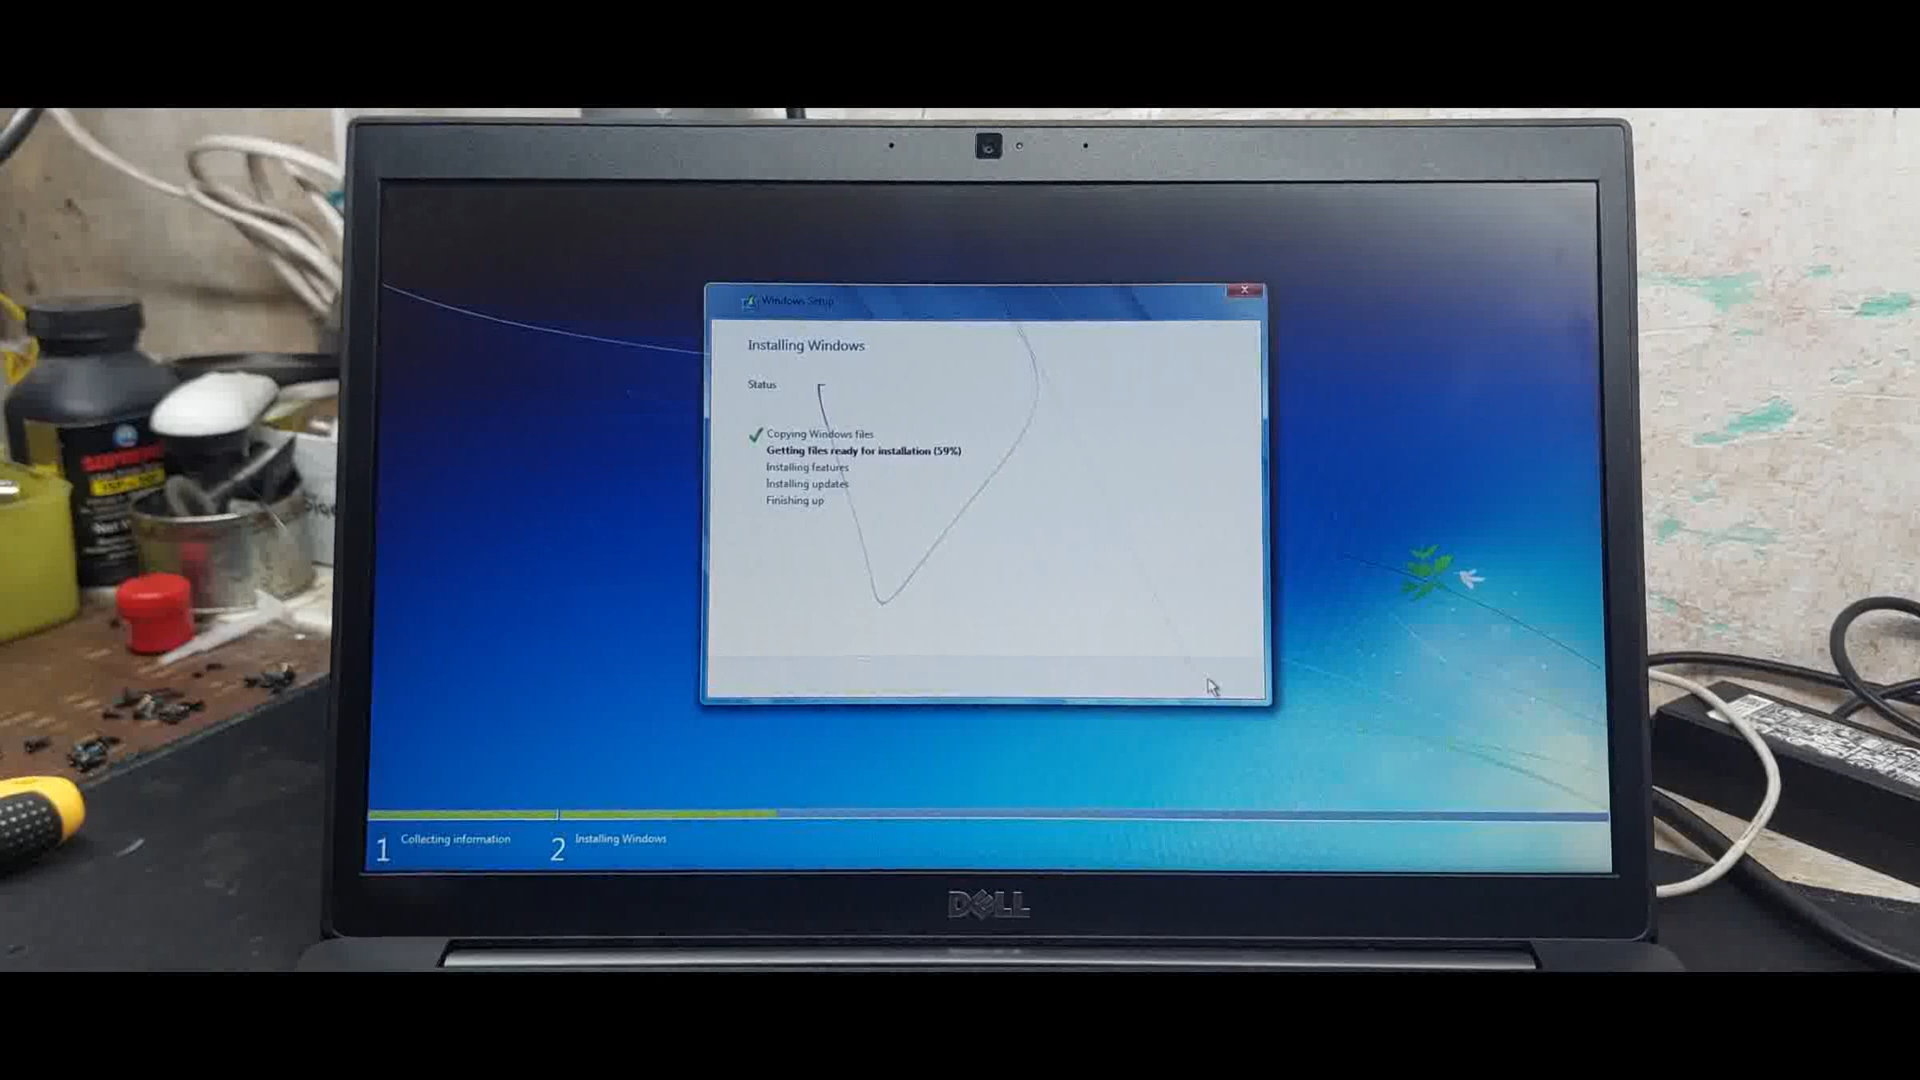 Windows Setup
Installing Windows
Status
Copying Windows files
Getting files ready for installation (59%)
Installing features
Installing updates
Finishing up
1 Collecting information
2 Installing Windows
DELL